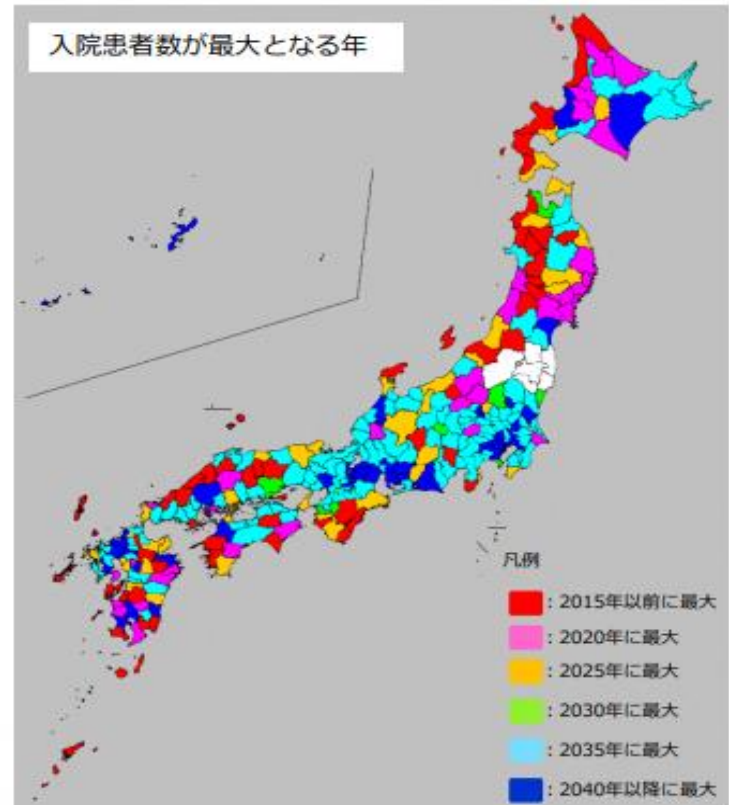 入院患者数が最大となる年
凡例
：2015年以前に最大
：2020年に最大
：2025年に最大
：2030年に最大
：2035年に最大
：2040年以降に最大